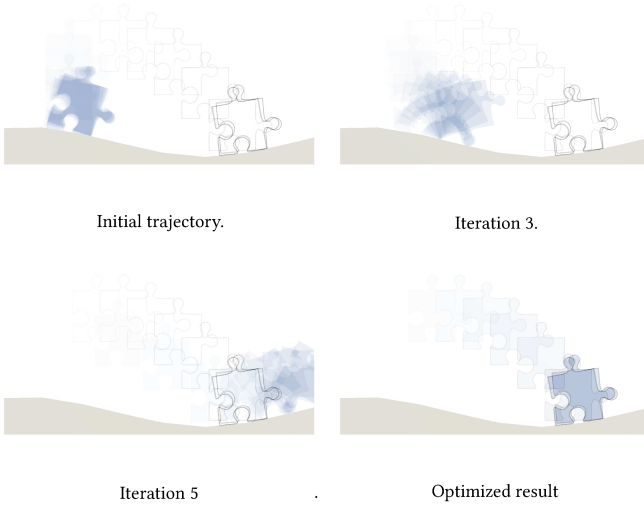 Initial trajectory.
Iteration 3.
Iteration 5
.
Optimized result